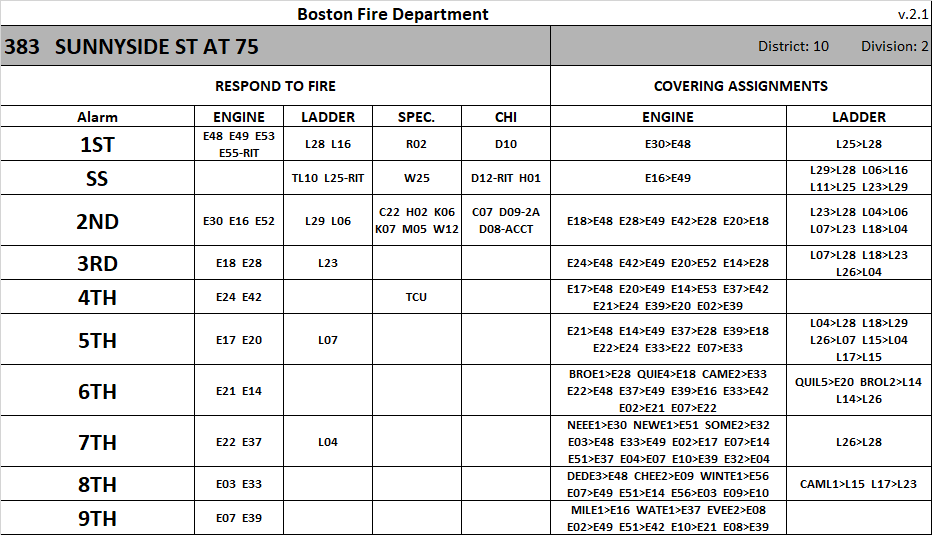 Boston Fire Department v.2.1
383 SUNNYSIDE ST AT 75 District: 10 Division: 2
RESPOND TO FIRE COVERING ASSIGNMENTS
Alarm ENGINE LADDER SPEC. CHI ENGINE LADDER
1ST E48 E49 E53 L28 L16 R02 D10 E30>E48 L25>L28
E55-RIT
SS TL10 L25-RIT W25 D12-RIT H01 E16>E49 L29>L28 L06>L16
L11>L25 L23>L29
2ND E30 E16 E52 L29 L06 C22 H02 K06 C07 D09-2A E18>E48 E28>E49 E42>E28 E20>E18 L23>L28 L04>L06
K07 M05 W12 D08-ACCT L07>L23 L18>L04
3RD E18 E28 L23 E24>E48 E42>E49 E20>E52 E14>E28 L07>L28 L18>L23
L26>L04
4TH E24 E42 TCU E17>E48 E20>E49 E14>E53 E37>E42
E21>E24 E39>E20 E02>E39
5TH E17 E20 L07 E21>E48 E14>E49 E37>E28 E39>E18 L04>L28 L18>L29
E22>E24 E33>E22 E07>E33 L26>L07 L15>L04
L17>L15
6TH E21 E14 BROE1>E28 QUIE4>E18 CAME2>E33 QUIL5>E20 BROL2>L14
E22>E48 E37>E49 E39>E16 E33>E42 L14>L26
E02>E21 E07>E22
7TH E22 E37 L04 NEEE1>E30 NEWE1>E51 SOME2>E32 L26>L28
E03>E48 E33>E49 E02>E17 E07>E14
E51>E37 E04>E07 E10>E39 E32>E04
8TH E03 E33 DEDE3>E48 CHEE2>E09 WINTE1>E56 CAML1>L15 L17>L23
E07>E49 E51>E14 E56>E03 E09>E10
9TH E07 E39 MILE1>E16 WATE1>E37 EVEE2>E08
E02>E49 E51>E42 E10>E21 E08>E39